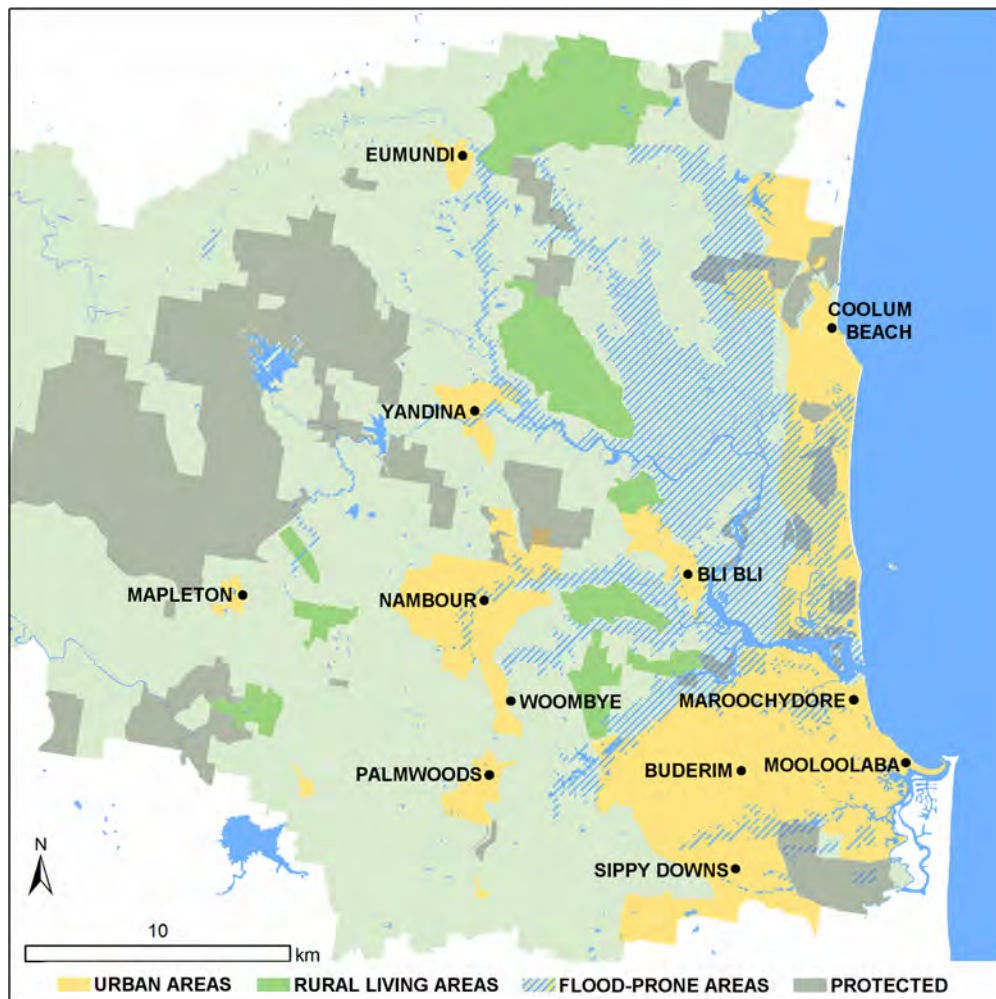 EUMUNDI
COOLUM
BEACH
YANDINA
BLI BLI
MAPLETON
NAMBOUR
WOOMBYE
MAROOCHYDORE
PALMWOODS
BUDERIM
MOOLOOLABA
SIPPY DOWNS
N
10
km
URBAN AREAS
RURAL LIVING AREAS
FLOOD-PRONE AREAS
PROTECTED